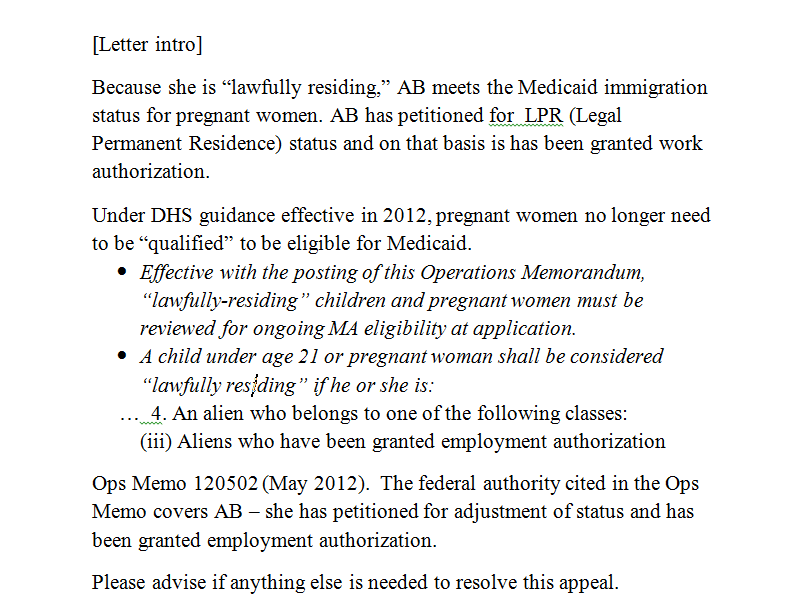 [Letter intro]
Because she is “lawfully residing,” AB meets the Medicaid immigration
status for pregnant women. AB has petitioned for  LPR (Legal
Permanent Residence) status and on that basis is has been granted work
authorization.
Under DHS guidance effective in 2012, pregnant women no longer need
to be “qualified” to be eligible for Medicaid.
• Effective with the posting of this Operations Memorandum,
“lawfully-residing” children and pregnant women must be
reviewed for ongoing MA eligibility at application.
• A child under age 21 or pregnant woman shall be considered
“lawfully residing” if he or she is:
…  4. An alien who belongs to one of the following classes:
(iii) Aliens who have been granted employment authorization
Ops Memo 120502 (May 2012).  The federal authority cited in the Ops
Memo covers AB – she has petitioned for adjustment of status and has
been granted employment authorization.
Please advise if anything else is needed to resolve this appeal.